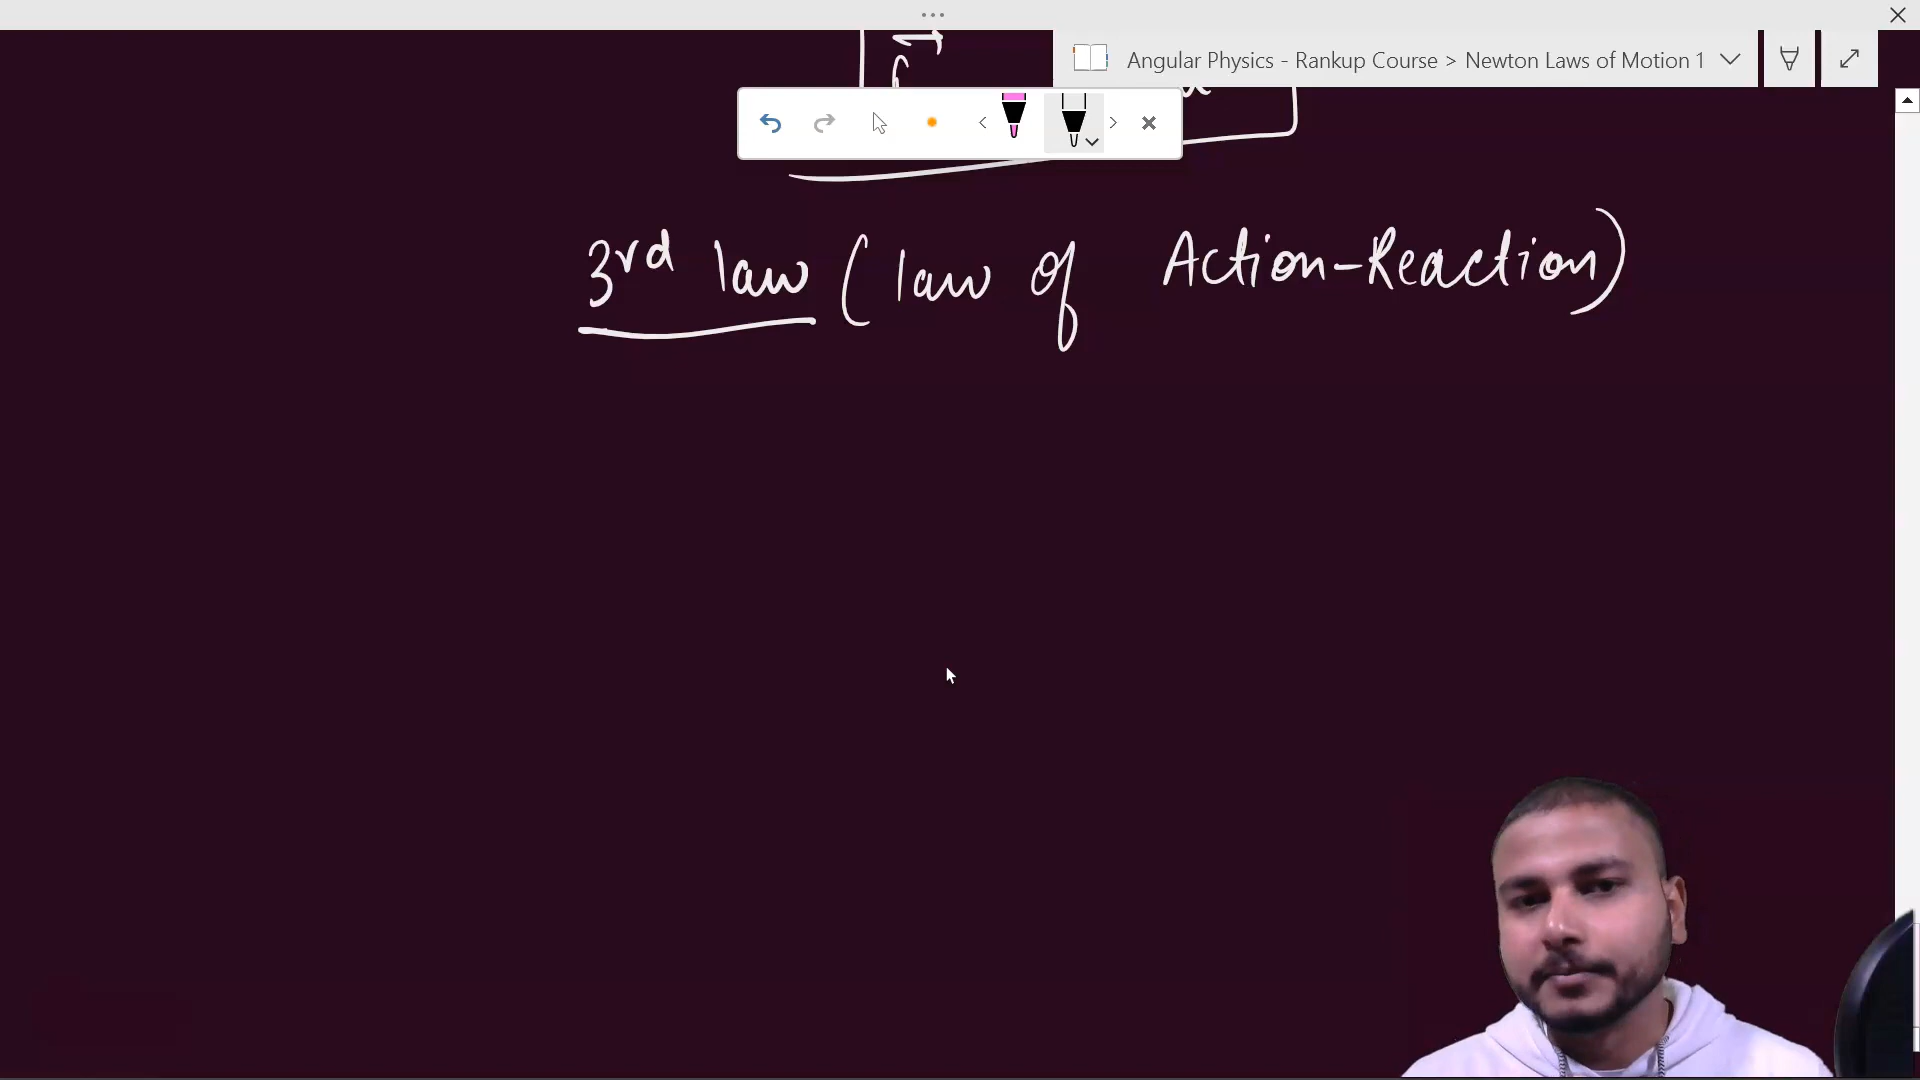 Angular Physics - Rankup Course > Newton Laws of Motion 1
3rd law (law of Action-Reaction)